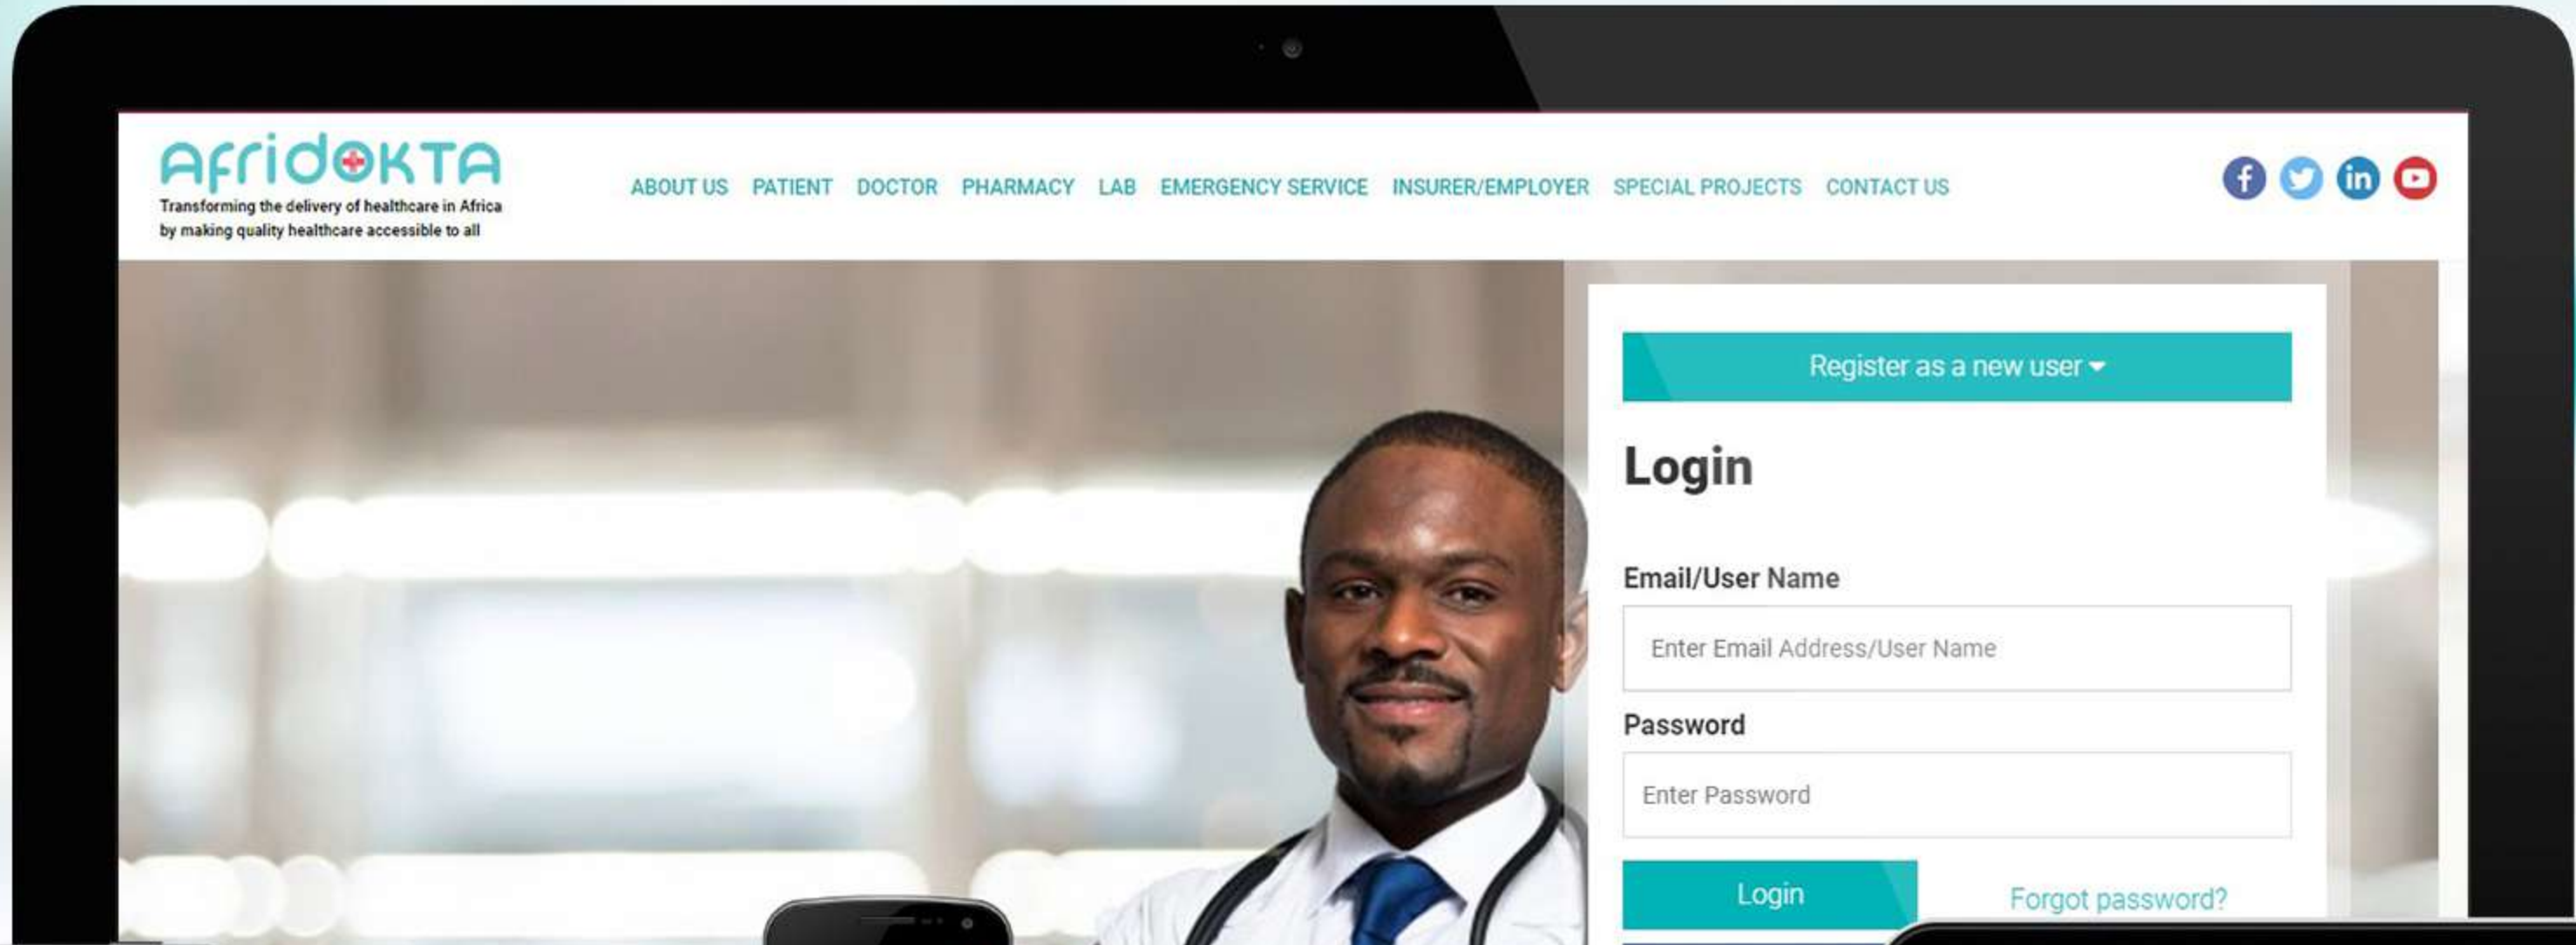 AfridOKTA
Transforming the delivery of healthcare in Africa
by making quality healthcare accessible to all
ABOUT US PATIENT DOCTOR PHARMACY LAB EMERGENCY SERVICE INSURER/EMPLOYER SPECIAL PROJECTS CONTACT US
f in
Register as a new user
Login
Email/User Name
Enter Email Address/User Name
Password
Enter Password
Login Forgot password?